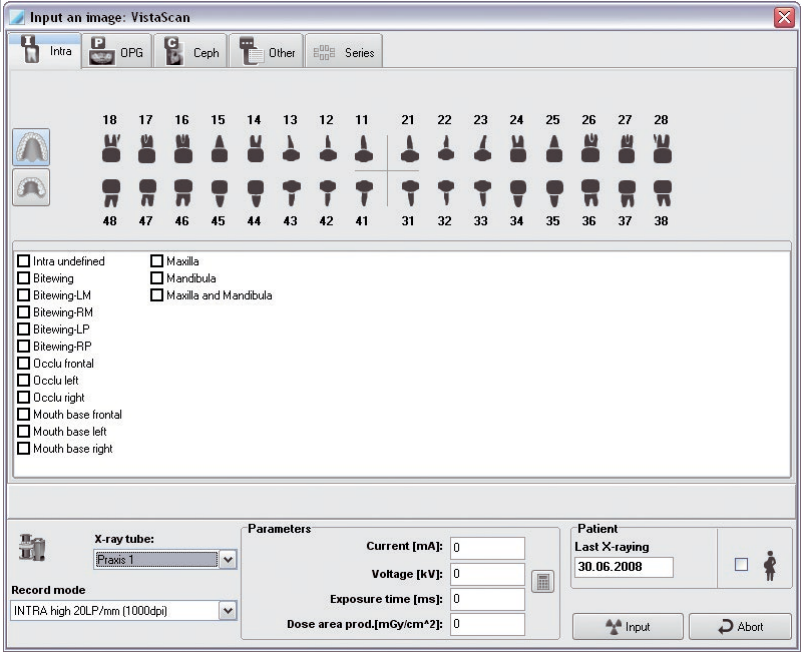 Input an image: VistaScan
I Intra P OPG C Ceph Other Series
18 17 16 15 14 13 12 11 21 22 23 24 25 26 27 28
48 47 46 45 44 43 42 41 31 32 33 34 35 36 37 38
Intra undefined Maxilla
Bitewing Mandibula
Bitewing-LM Maxilla and Mandibula
Bitewing-RM
Bitewing-LP
Bitewing-RP
Occlu frontal
Occlu left
Occlu right
Mouth base frontal
Mouth base left
Mouth base right
X-ray tube:
Praxis 1
Record mode
INTRA high 20LP/mm (1000dpi)
Parameters
Current [mA]: 0
Voltage [kV]: 0
Exposure time [ms]: 0
Dose area prod.[mGy/cm^2]: 0
Patient
Last X-raying
30.06.2008
Input Abort